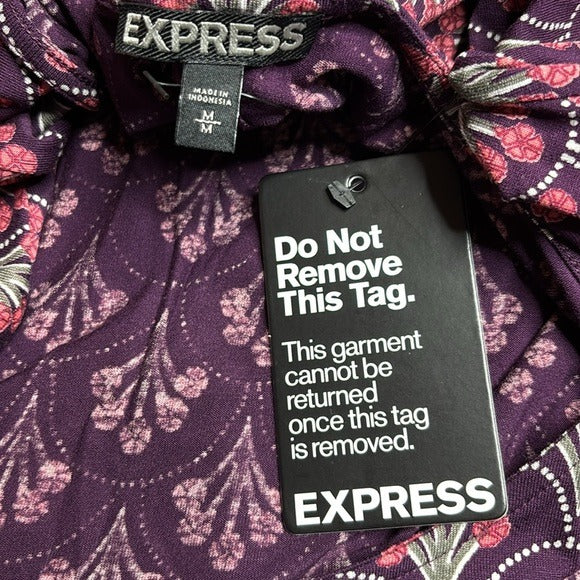 EXPRESS
MADE IN
INDONESIA
M
M
Do Not
Remove
This Tag.
This garment
cannot be
returned
once this tag
is removed.
EXPRESS